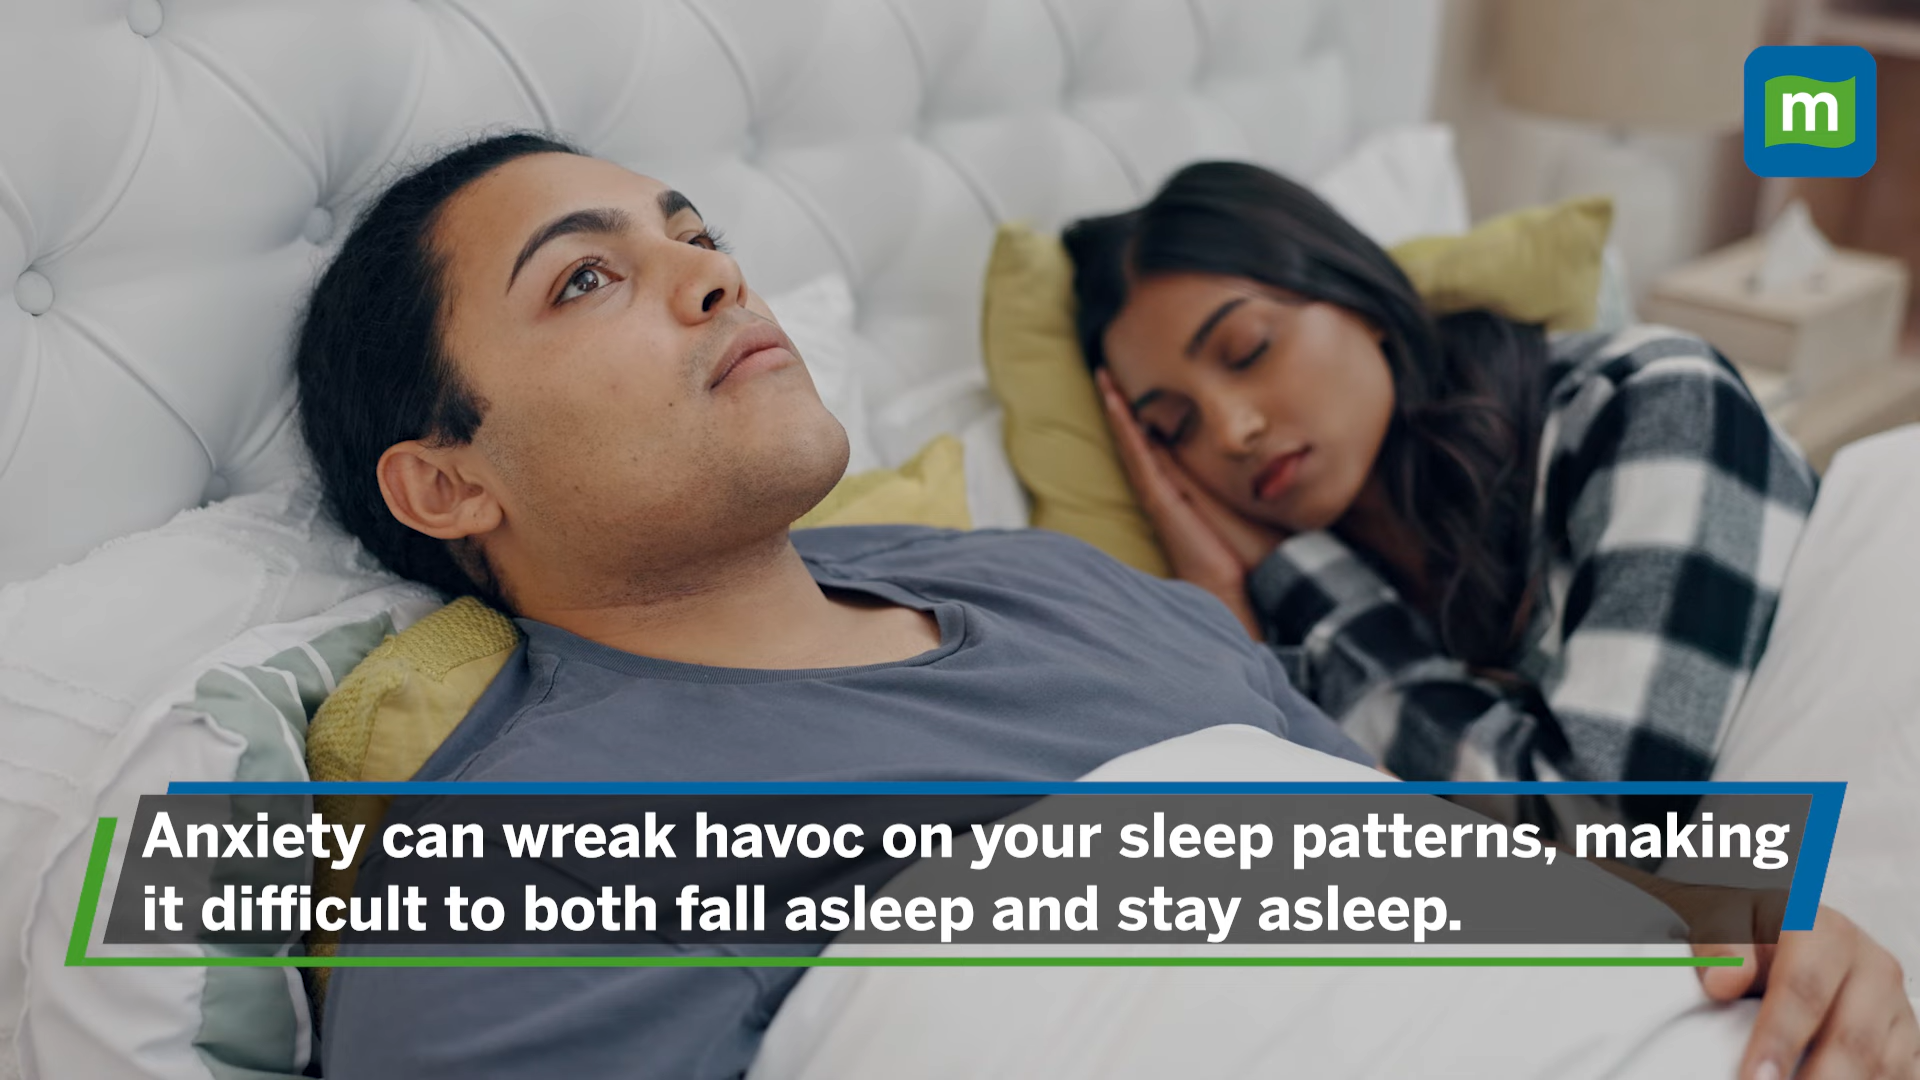 m
Anxiety can wreak havoc on your sleep patterns, making
it difficult to both fall asleep and stay asleep.